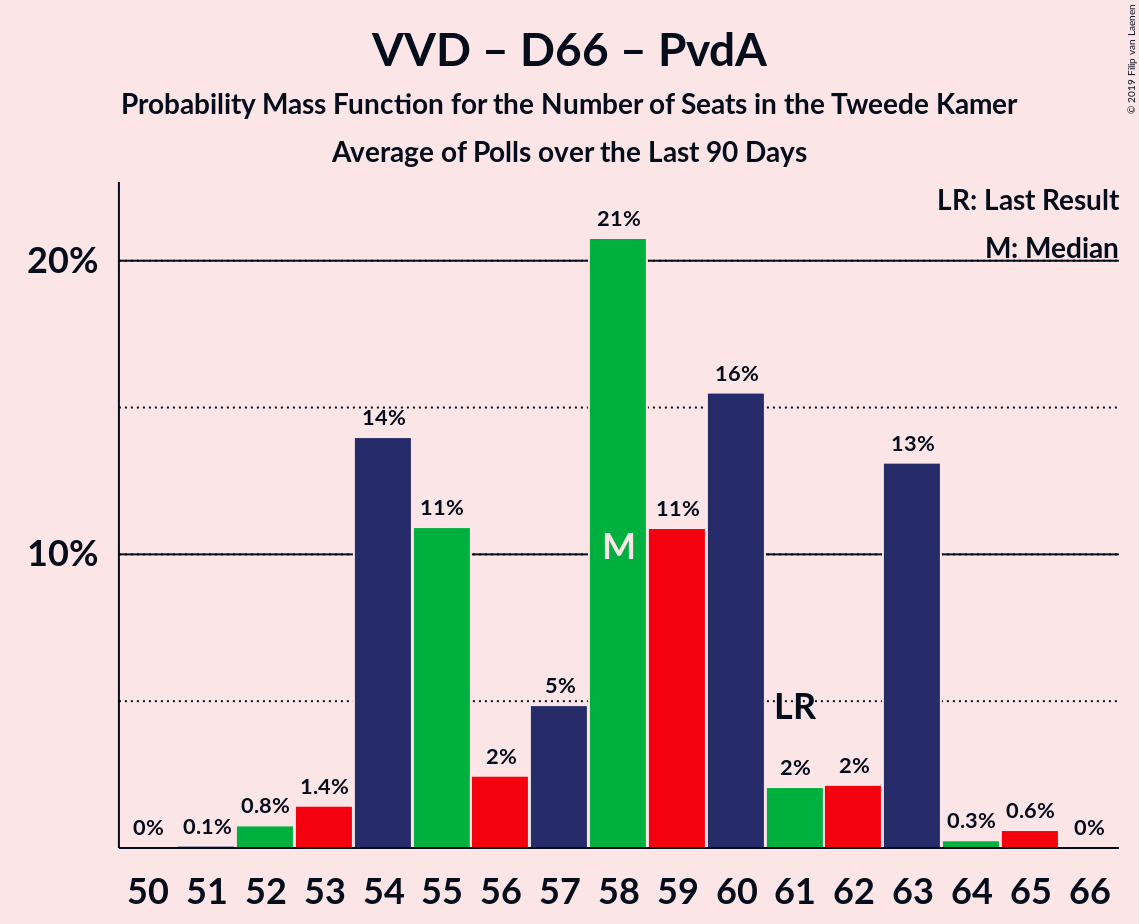 VVD – D66 – PvdA
Probability Mass Function for the Number of Seats in the Tweede Kamer
Average of Polls over the Last 90 Days
© 2019 Filip van Laenen
LR: Last Result
M: Median
20%
10%
0%
0.1%
0.8%
1.4%
14%
11%
2%
5%
21%
11%
16%
2%
2%
13%
0.3%
0.6%
0%
M
LR
50 51 52 53 54 55 56 57 58 59 60 61 62 63 64 65 66